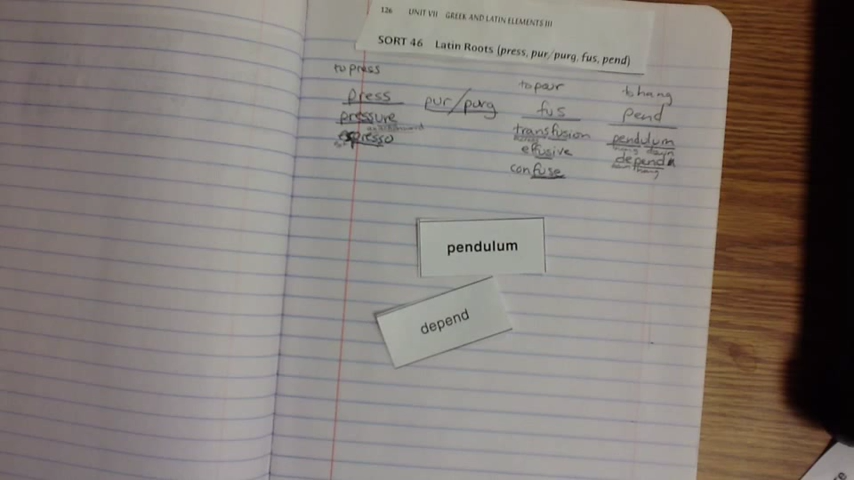 126 UNIT VII GREEK AND LATIN ELEMENTS III
SORT 46 Latin Roots (press, pur/purg, fus, pend)
to press to pour to hang
press pur/purg fus pend
pressure transfusion pendulum
espresso effusive depend
confuse
hang
pendulum
depend